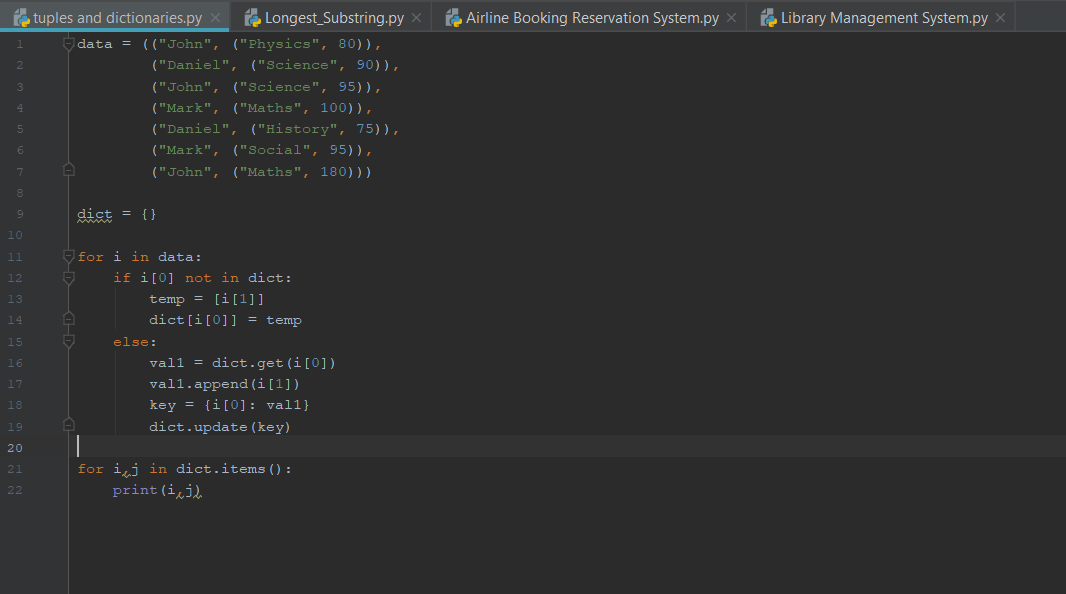 tuples and dictionaries.py Longest_Substring.py Airline Booking Reservation System.py Library Management System.py
1 data = (("John", ("Physics", 80)),
2 ("Daniel", ("Science", 90)),
3 ("John", ("Science", 95)),
4 ("Mark", ("Maths", 100)),
5 ("Daniel", ("History", 75)),
6 ("Mark", ("Social", 95)),
7 ("John", ("Maths", 180)))
8
9 dict = {}
10
11 for i in data:
12 if i[0] not in dict:
13 temp = [i[1]]
14 dict[i[0]] = temp
15 else:
16 val1 = dict.get(i[0])
17 val1.append(i[1])
18 key = {i[0]: val1}
19 dict.update(key)
20
21 for i,j in dict.items():
22 print(i,j)